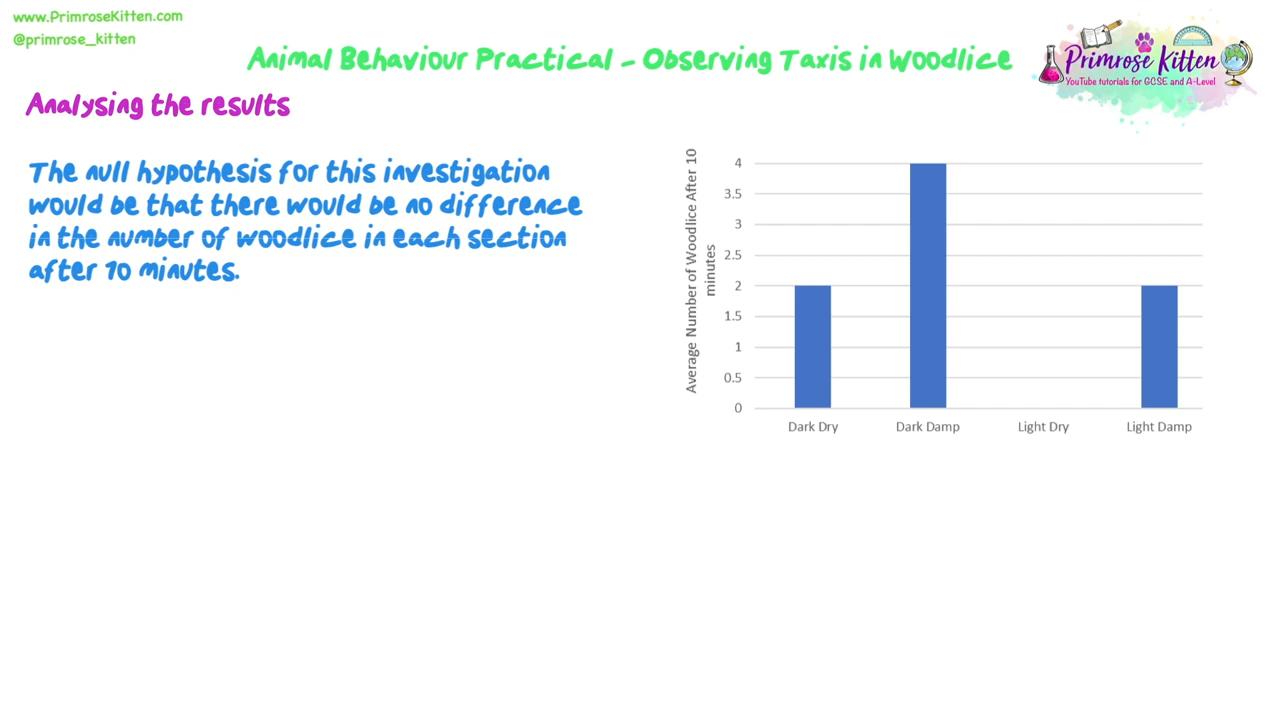 www.PrimroseKitten.com
@primrose_kitten
Animal Behaviour Practical - Observing Taxis in Woodlice
Primrose Kitten
YouTube tutorials for GCSE and A-Level
Analysing the results
The null hypothesis for this investigation
would be that there would be no difference
in the number of woodlice in each section
after 10 minutes.
Average Number of Woodlice After 10
minutes
4
3.5
3
2.5
2
1.5
1
0.5
0
Dark Dry
Dark Damp
Light Dry
Light Damp